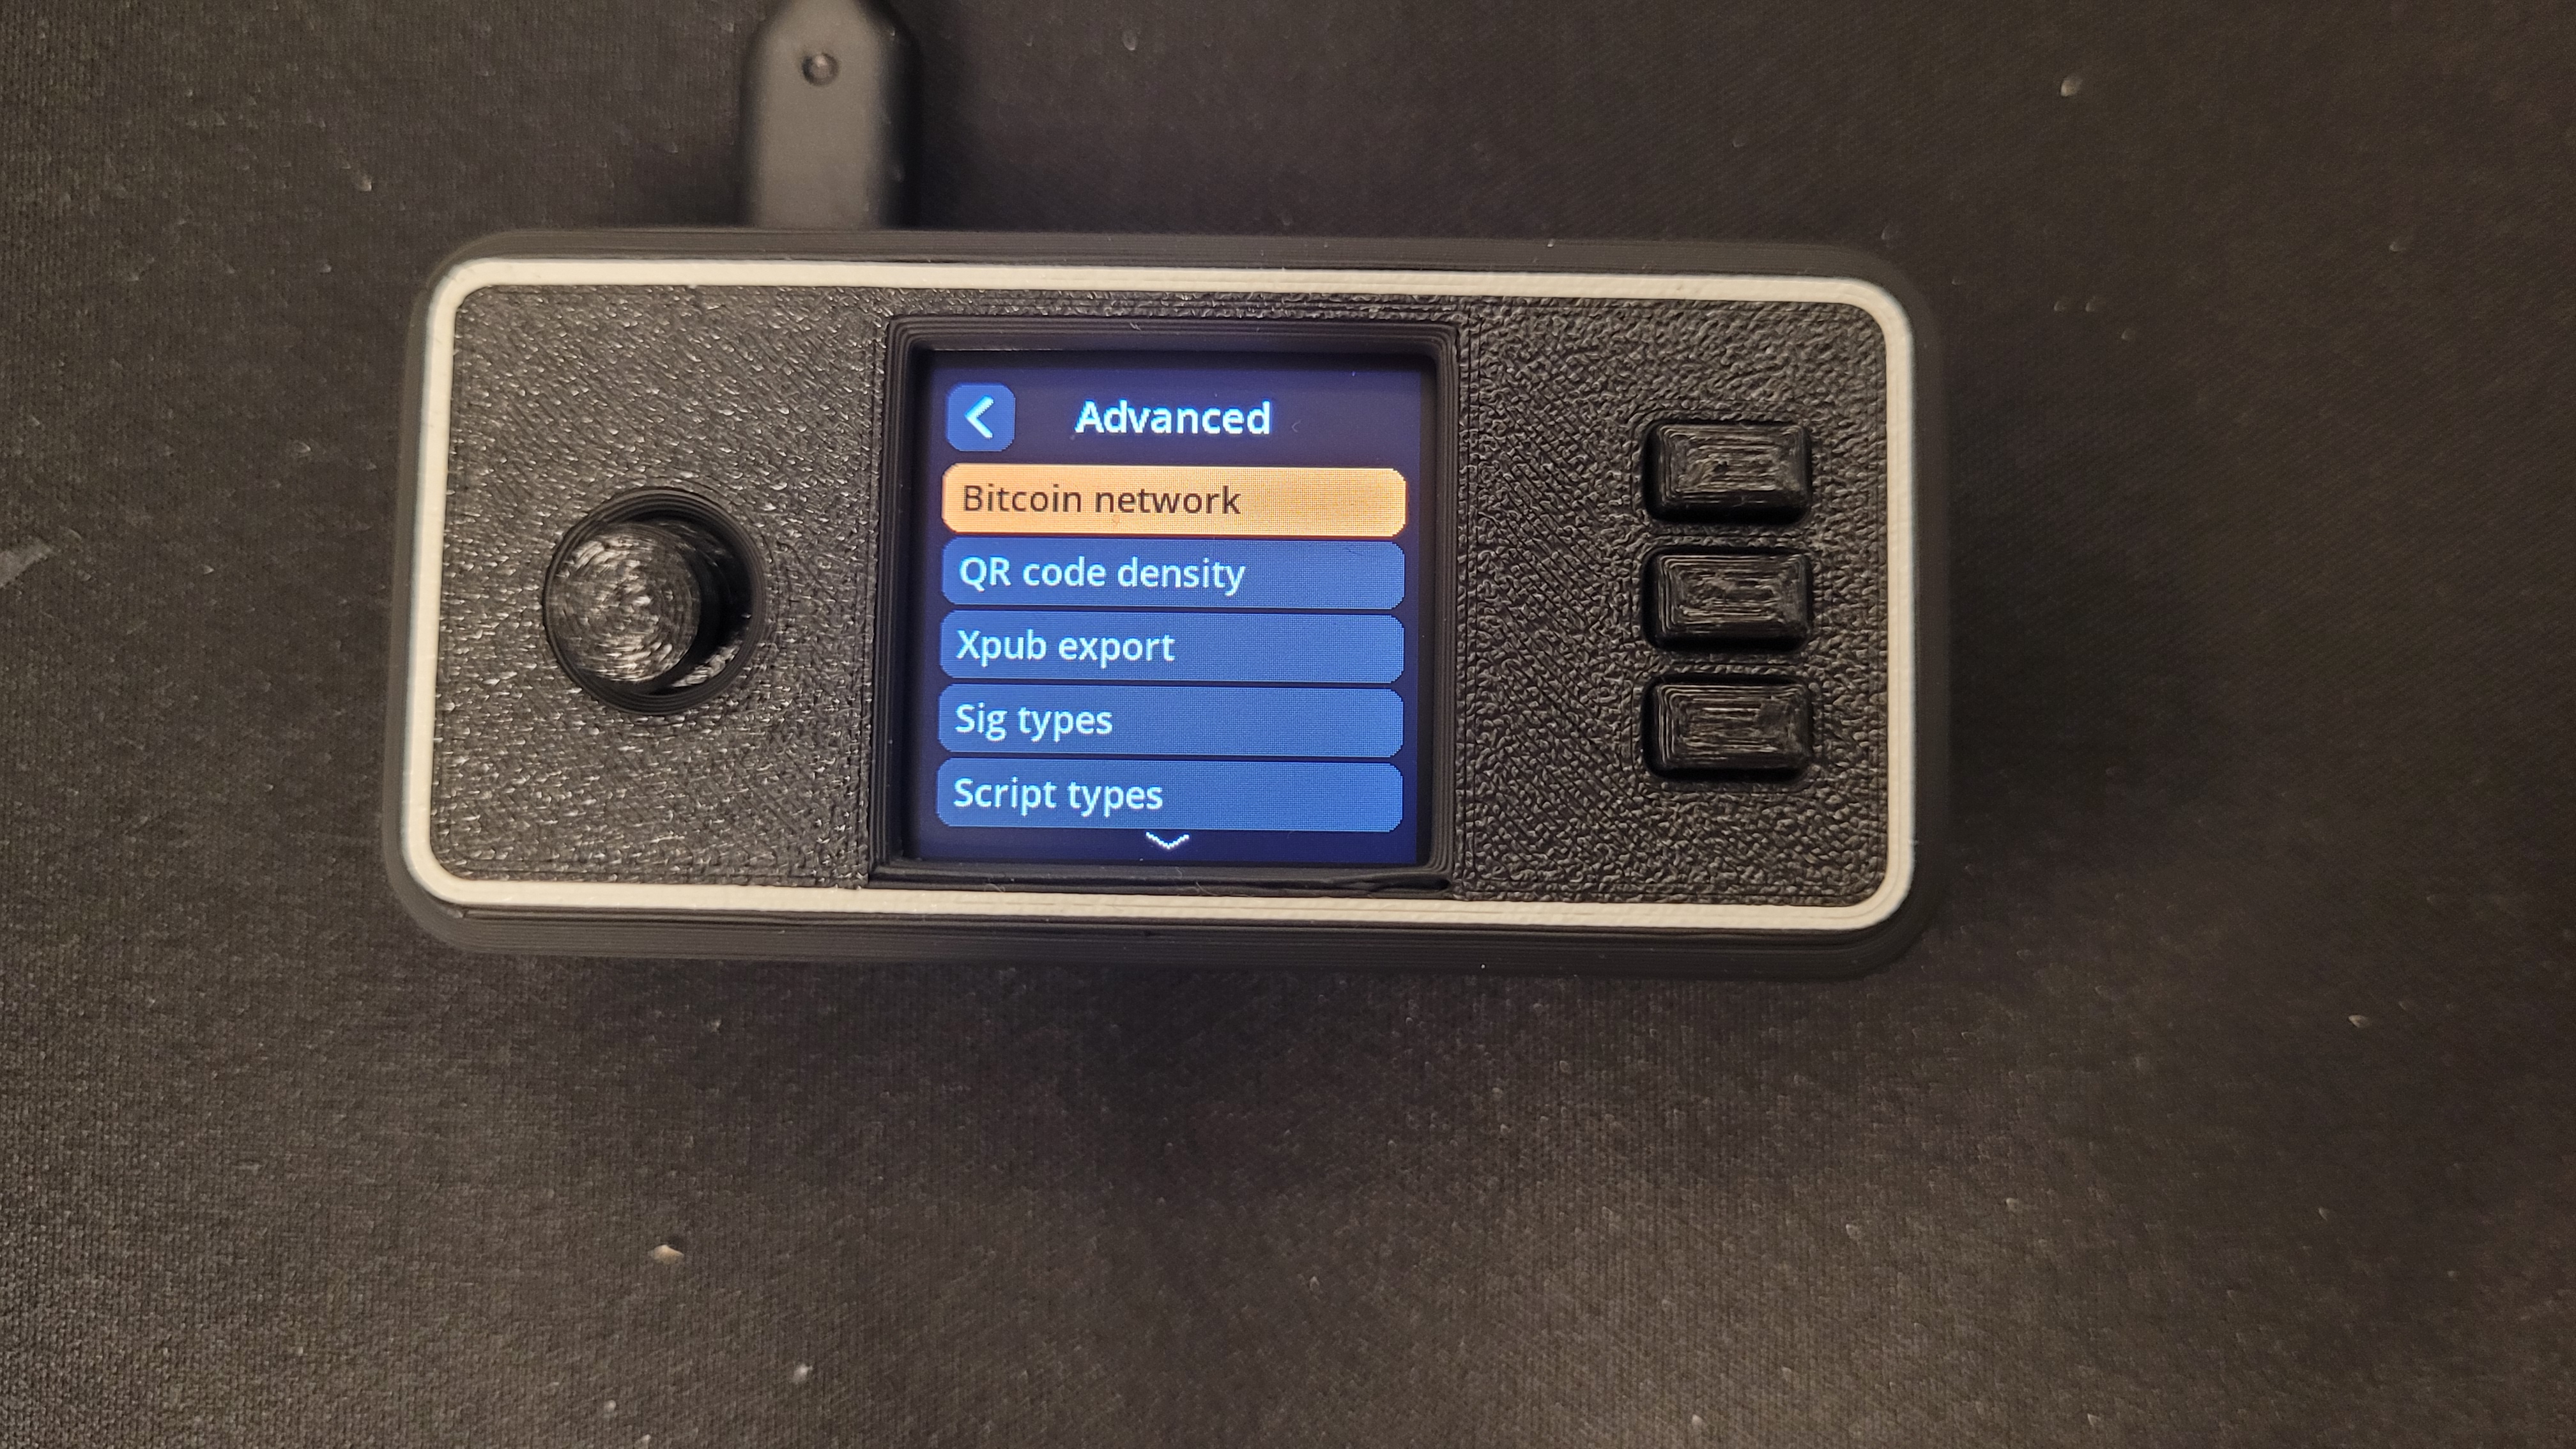 Advanced
Bitcoin network
QR code density
Xpub export
Sig types
Script types